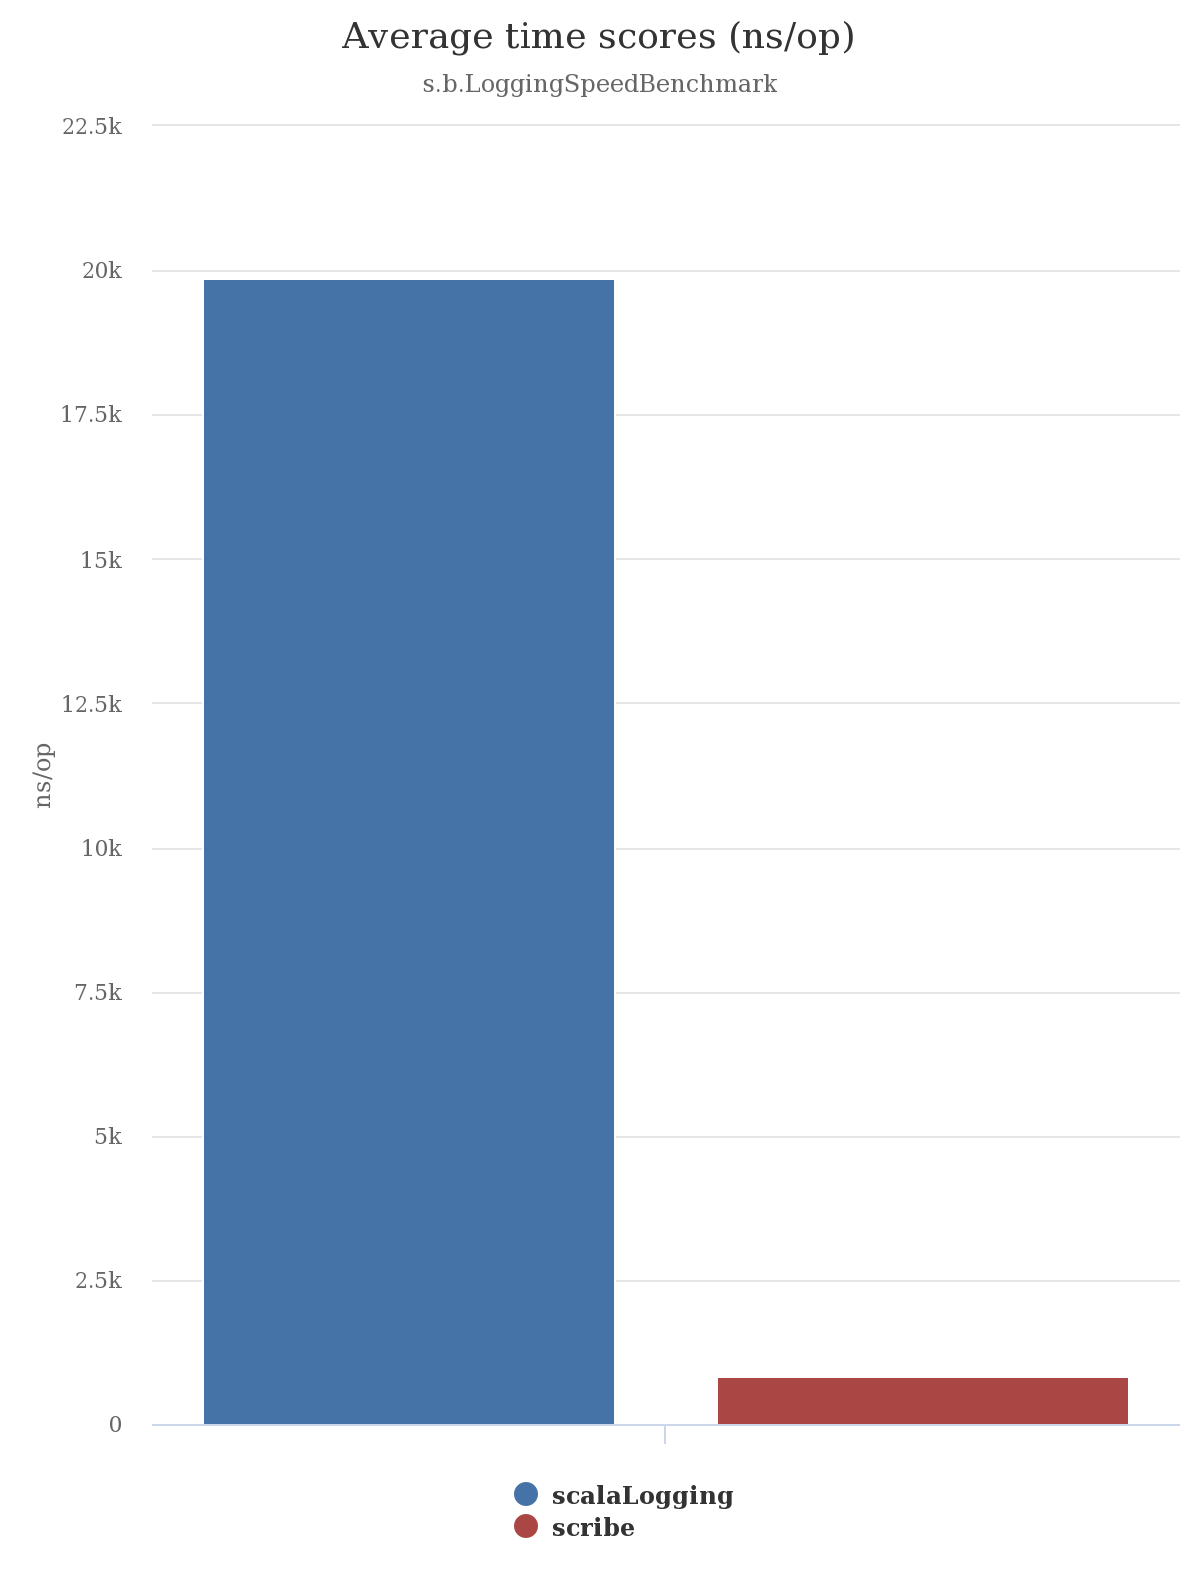 Average time scores (ns/op)
s.b.LoggingSpeedBenchmark
22.5k
20k
17.5k
15k
12.5k
ns/op
10k
7.5k
5k
2.5k
0
scalaLogging
scribe